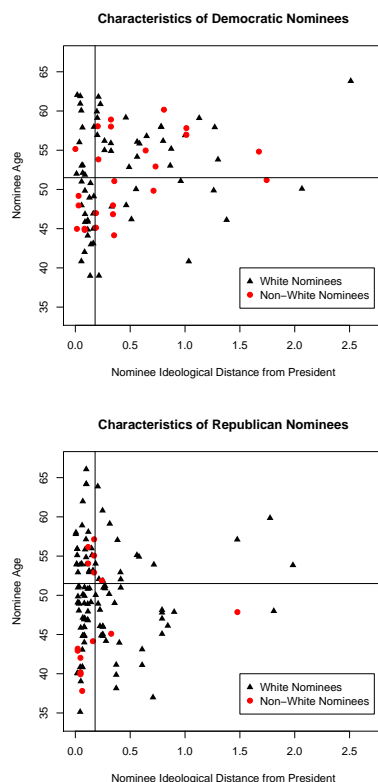 Characteristics of Democratic Nominees
Nominee Age
65
60
55
50
45
40
35
White Nominees
Non−White Nominees
0.0 0.5 1.0 1.5 2.0 2.5
Nominee Ideological Distance from President
Characteristics of Republican Nominees
Nominee Age
65
60
55
50
45
40
35
White Nominees
Non−White Nominees
0.0 0.5 1.0 1.5 2.0 2.5
Nominee Ideological Distance from President